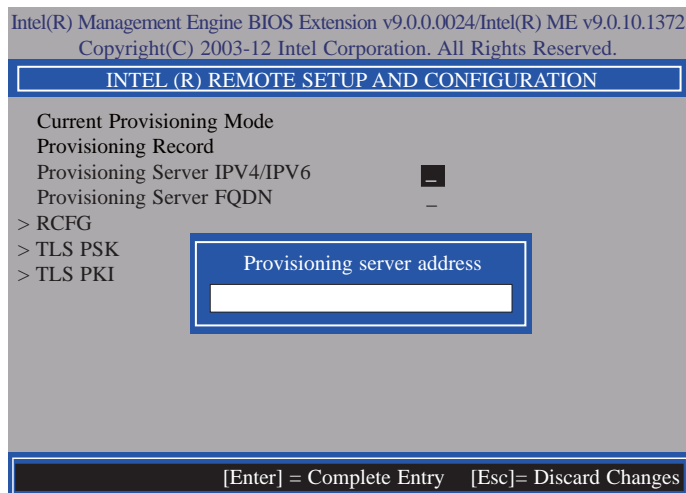 Intel(R) Management Engine BIOS Extension v9.0.0.0024/Intel(R) ME v9.0.10.1372
Copyright(C) 2003-12 Intel Corporation. All Rights Reserved.
INTEL (R) REMOTE SETUP AND CONFIGURATION
Current Provisioning Mode
Provisioning Record
Provisioning Server IPV4/IPV6 _
Provisioning Server FQDN _
> RCFG
> TLS PSK
> TLS PKI
Provisioning server address
[Enter] = Complete Entry [Esc]= Discard Changes